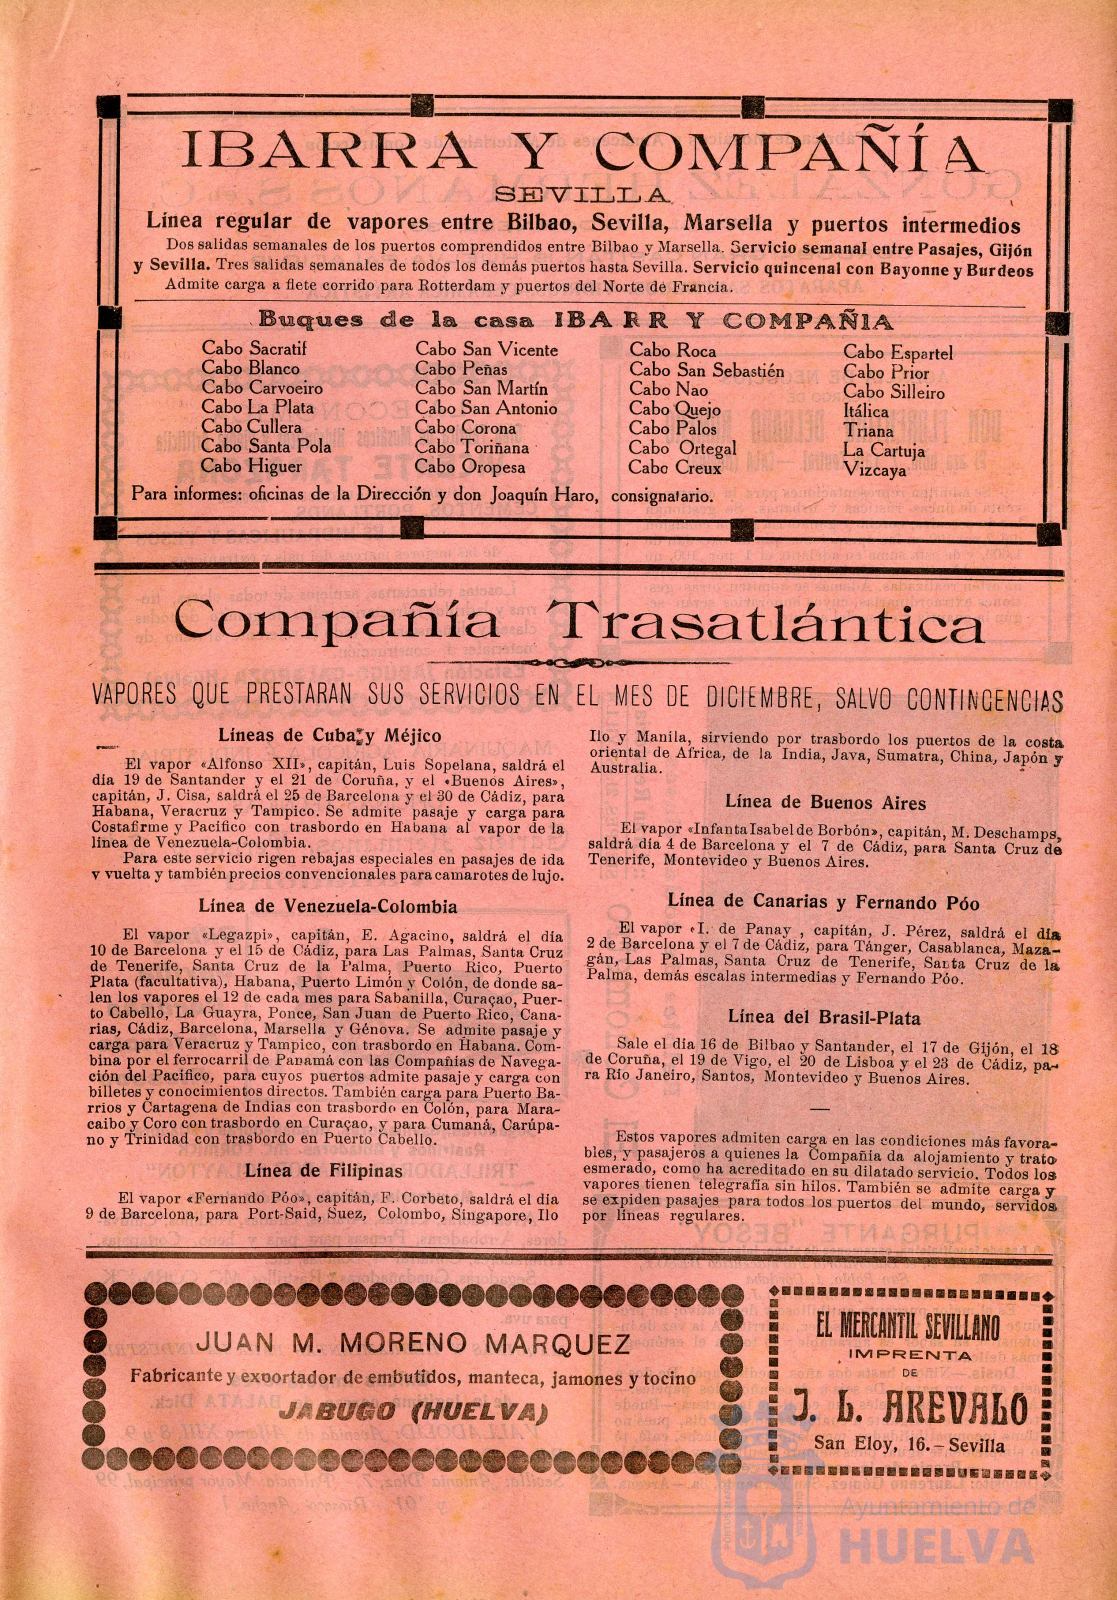 IBARRA Y COMPAÑÍA
SEVILLA
Línea regular de vapores entre Bilbao, Sevilla, Marsella y puertos intermedios
Dos salidas semanales de los puertos comprendidos entre Bilbao y Marsella. Servicio semanal entre Pasajes, Gijón
y Sevilla. Tres salidas semanales de todos los demás puertos hasta Sevilla. Servicio quincenal con Bayonne y Burdeos
Admite carga a flete corrido para Rotterdam y puertos del Norte de Francia.
Buques de la casa IBARR Y COMPAÑIA
Cabo Sacratif
Cabo Blanco
Cabo Carvoeiro
Cabo La Plata
Cabo Cullera
Cabo Santa Pola
Cabo Higuer
Cabo San Vicente
Cabo Peñas
Cabo San Martín
Cabo San Antonio
Cabo Corona
Cabo Toriñana
Cabo Oropesa
Cabo Roca
Cabo San Sebastién
Cabo Nao
Cabo Quejo
Cabo Palos
Cabo Ortegal
Cabo Creux
Cabo Espartel
Cabo Prior
Cabo Silleiro
Itálica
Triana
La Cartuja
Vizcaya
Para informes: oficinas de la Dirección y don Joaquín Haro, consignatario.
Compañía Trasatlántica
VAPORES QUE PRESTARAN SUS SERVICIOS EN EL MES DE DICIEMBRE, SALVO CONTINGENCIAS
Líneas de Cuba y Méjico
El vapor «Alfonso XII», capitán, Luis Sopelana, saldrá el
día 19 de Santander y el 21 de Coruña, y el «Buenos Aires»,
capitán, J. Cisa, saldrá el 25 de Barcelona y el 30 de Cádiz, para
Habana, Veracruz y Tampico. Se admite pasaje y carga para
Costafirme y Pacifico con trasbordo en Habana al vapor de la
línea de Venezuela-Colombia.
Para este servicio rigen rebajas especiales en pasajes de ida
y vuelta y también precios convencionales para camarotes de lujo.
Línea de Venezuela-Colombia
El vapor «Legazpi», capitán, E. Agacino, saldrá el día
10 de Barcelona y el 15 de Cádiz, para Las Palmas, Santa Cruz
de Tenerife, Santa Cruz de la Palma, Puerto Rico, Puerto
Plata (facultativa), Habana, Puerto Limón y Colón, de donde sa-
len los vapores el 12 de cada mes para Sabanilla, Curaçao, Puer-
to Cabello, La Guayra, Ponce, San Juan de Puerto Rico, Cana-
rias, Cádiz, Barcelona, Marsella y Génova. Se admite pasaje y
carga para Veracruz y Tampico, con trasbordo en Habana. Com-
bina por el ferrocarril de Panamá con las Compañias de Navega-
ción del Pacifico, para cuyos puertos admite pasaje y carga con
billetes y conocimientos directos. También carga para Puerto Ba-
rrios y Cartagena de Indias con trasbordo en Colón, para Mara-
caibo y Coro con trasbordo en Curaçao, y para Cumaná, Carúpa-
no y Trinidad con trasbordo en Puerto Cabello.
Línea de Filipinas
El vapor «Fernando Póo», capitán, F. Corbeto, saldrá el día
9 de Barcelona, para Port-Said, Suez, Colombo, Singapore, Ilo
Ilo y Manila, sirviendo por trasbordo los puertos de la costa
oriental de Africa, de la India, Java, Sumatra, China, Japón y
Australia.
Línea de Buenos Aires
El vapor «Infanta Isabel de Borbón», capitán, M. Deschamps,
saldrá día 4 de Barcelona y el 7 de Cádiz, para Santa Cruz de
Tenerife, Montevideo y Buenos Aires.
Línea de Canarias y Fernando Póo
El vapor «I. de Panay , capitán, J. Pérez, saldrá el día
2 de Barcelona y el 7 de Cádiz, para Tánger, Casablanca, Maza-
gán, Las Palmas, Santa Cruz de Tenerife, Santa Cruz de la
Palma, demás escalas intermedias y Fernando Póo.
Línea del Brasil-Plata
Sale el día 16 de Bilbao y Santander, el 17 de Gijón, el 18
de Coruña, el 19 de Vigo, el 20 de Lisboa y el 23 de Cádiz, pa-
ra Río Janeiro, Santos, Montevideo y Buenos Aires.
Estos vapores admiten carga en las condiciones más favora-
bles, y pasajeros a quienes la Compañía da alojamiento y trato
esmerado, como ha acreditado en su dilatado servicio. Todos los
vapores tienen telegrafía sin hilos. También se admite carga y
se expiden pasajes para todos los puertos del mundo, servidos
por líneas regulares.
JUAN M. MORENO MARQUEZ
Fabricante y exportador de embutidos, manteca, jamones y tocino
JABUGO (HUELVA)
EL MERCANTIL SEVILLANO
IMPRENTA
DE
J. L. AREVALO
San Eloy, 16.-Sevilla
Ayuntamiento de
HUELVA